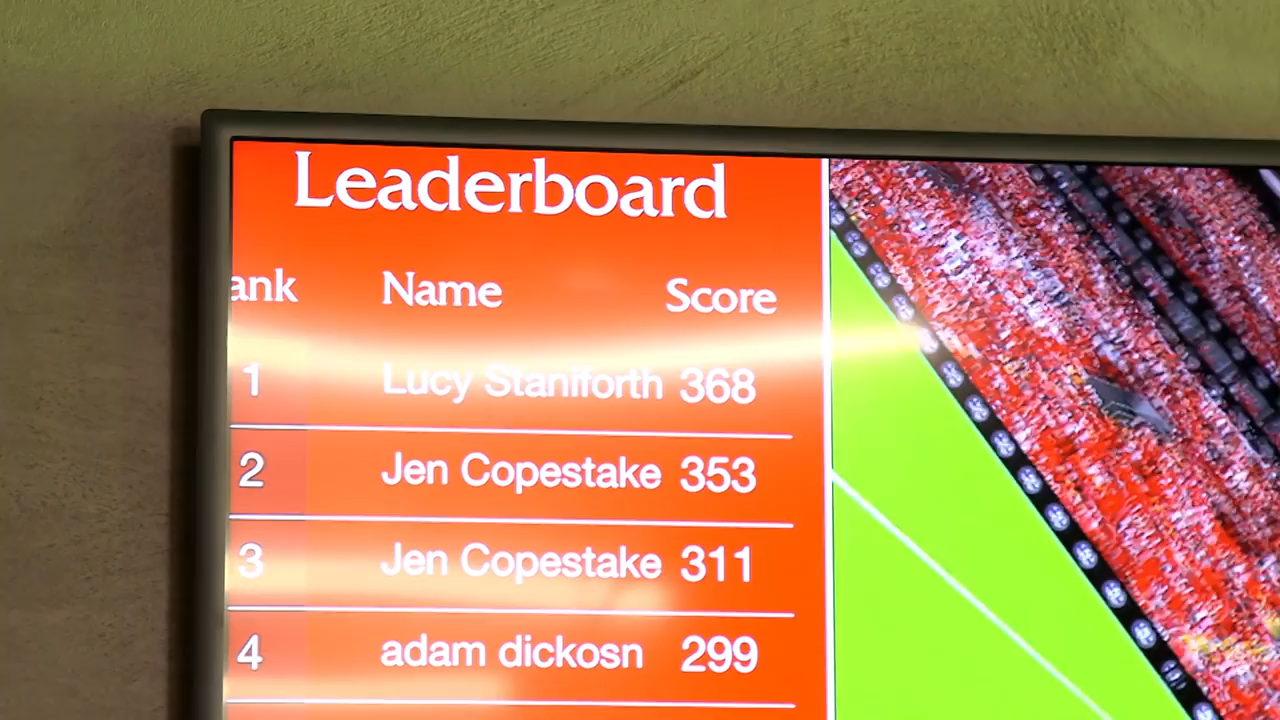 Leaderboard
ank Name Score
1 Lucy Staniforth 368
2 Jen Copestake 353
3 Jen Copestake 311
4 adam dickosn 299